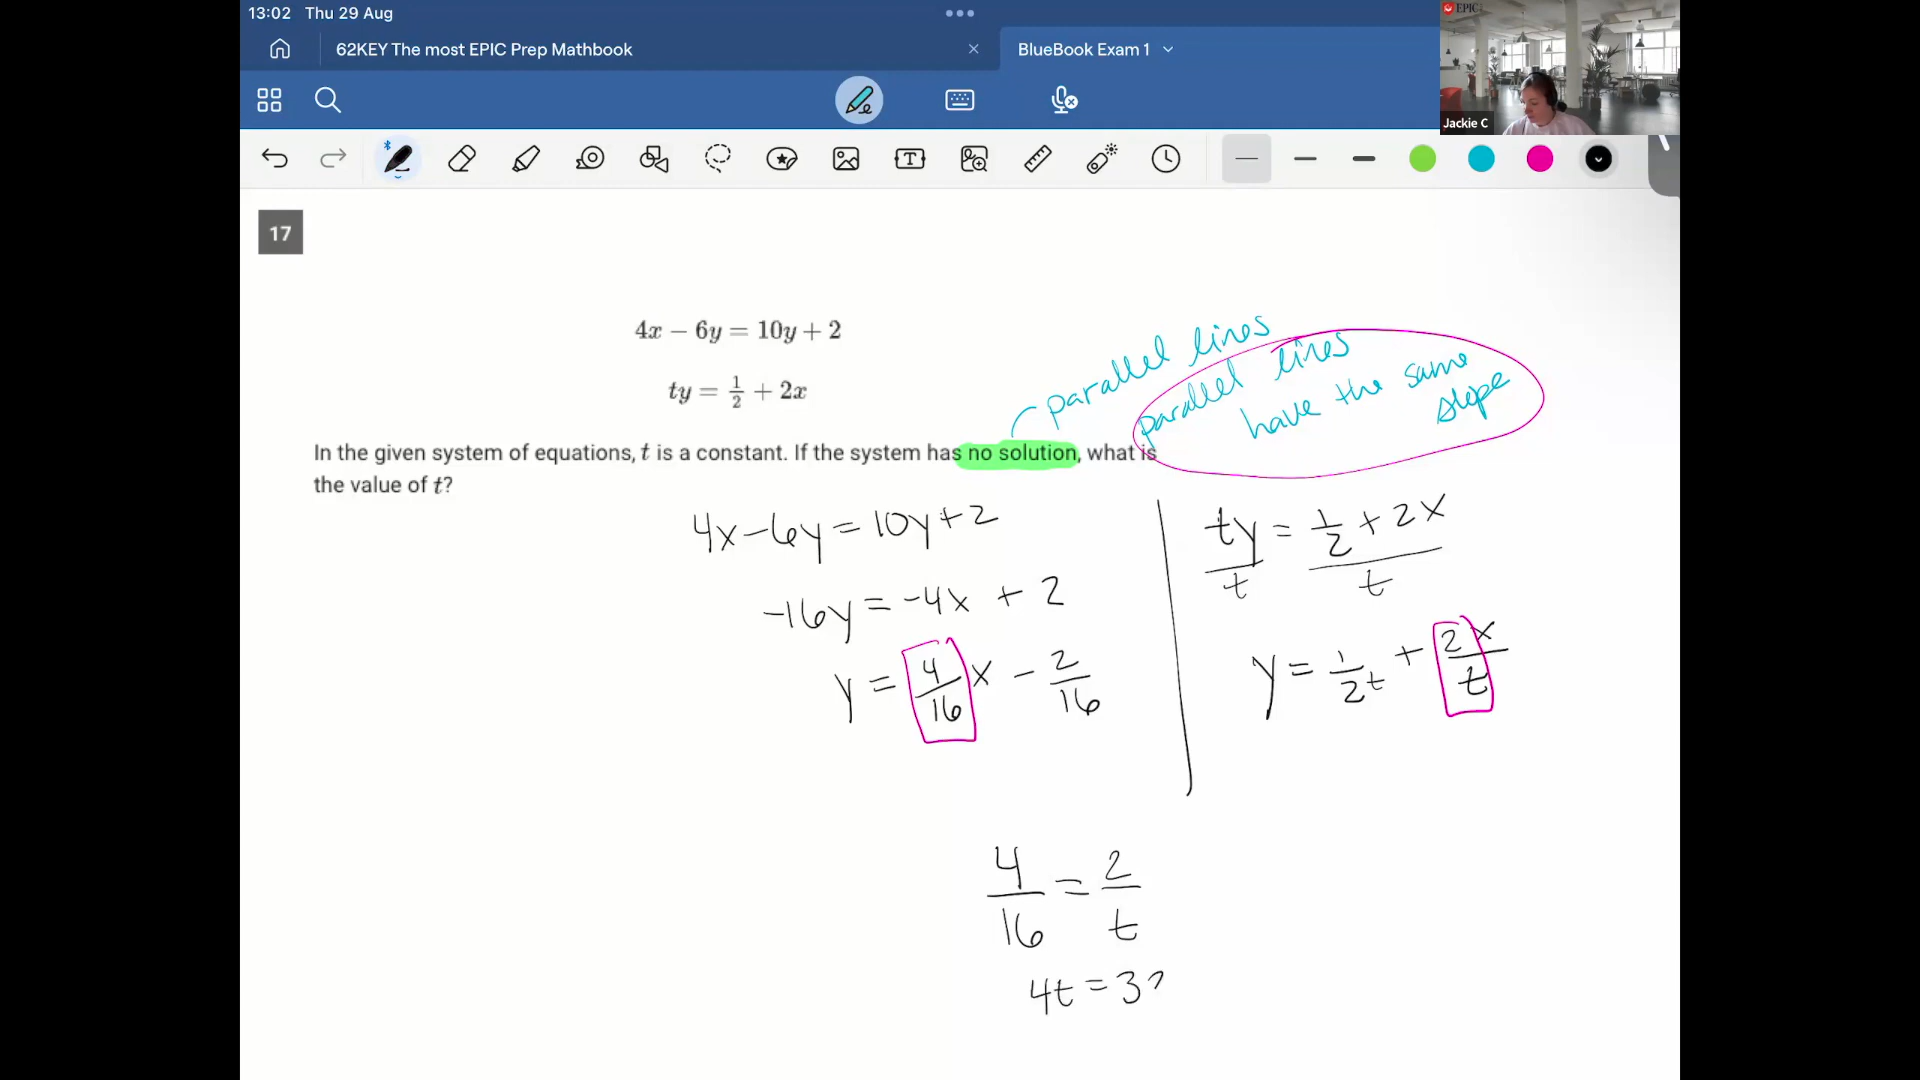 13:02 Thu 29 Aug
62KEY The most EPIC Prep Mathbook
BlueBook Exam 1
EPIC
Jackie C
17
4x − 6y = 10y + 2
ty = 1/2 + 2x
parallel lines
parallel lines
have the same
slope
In the given system of equations, t is a constant. If the system has no solution, what is
the value of t?
4x-6y=10y+2
-16y=-4x + 2
y = 4/16 x - 2/16
ty/t = (1/2 + 2x)/t
y = 1/2t + 2x/t
4/16 = 2/t
4t=3